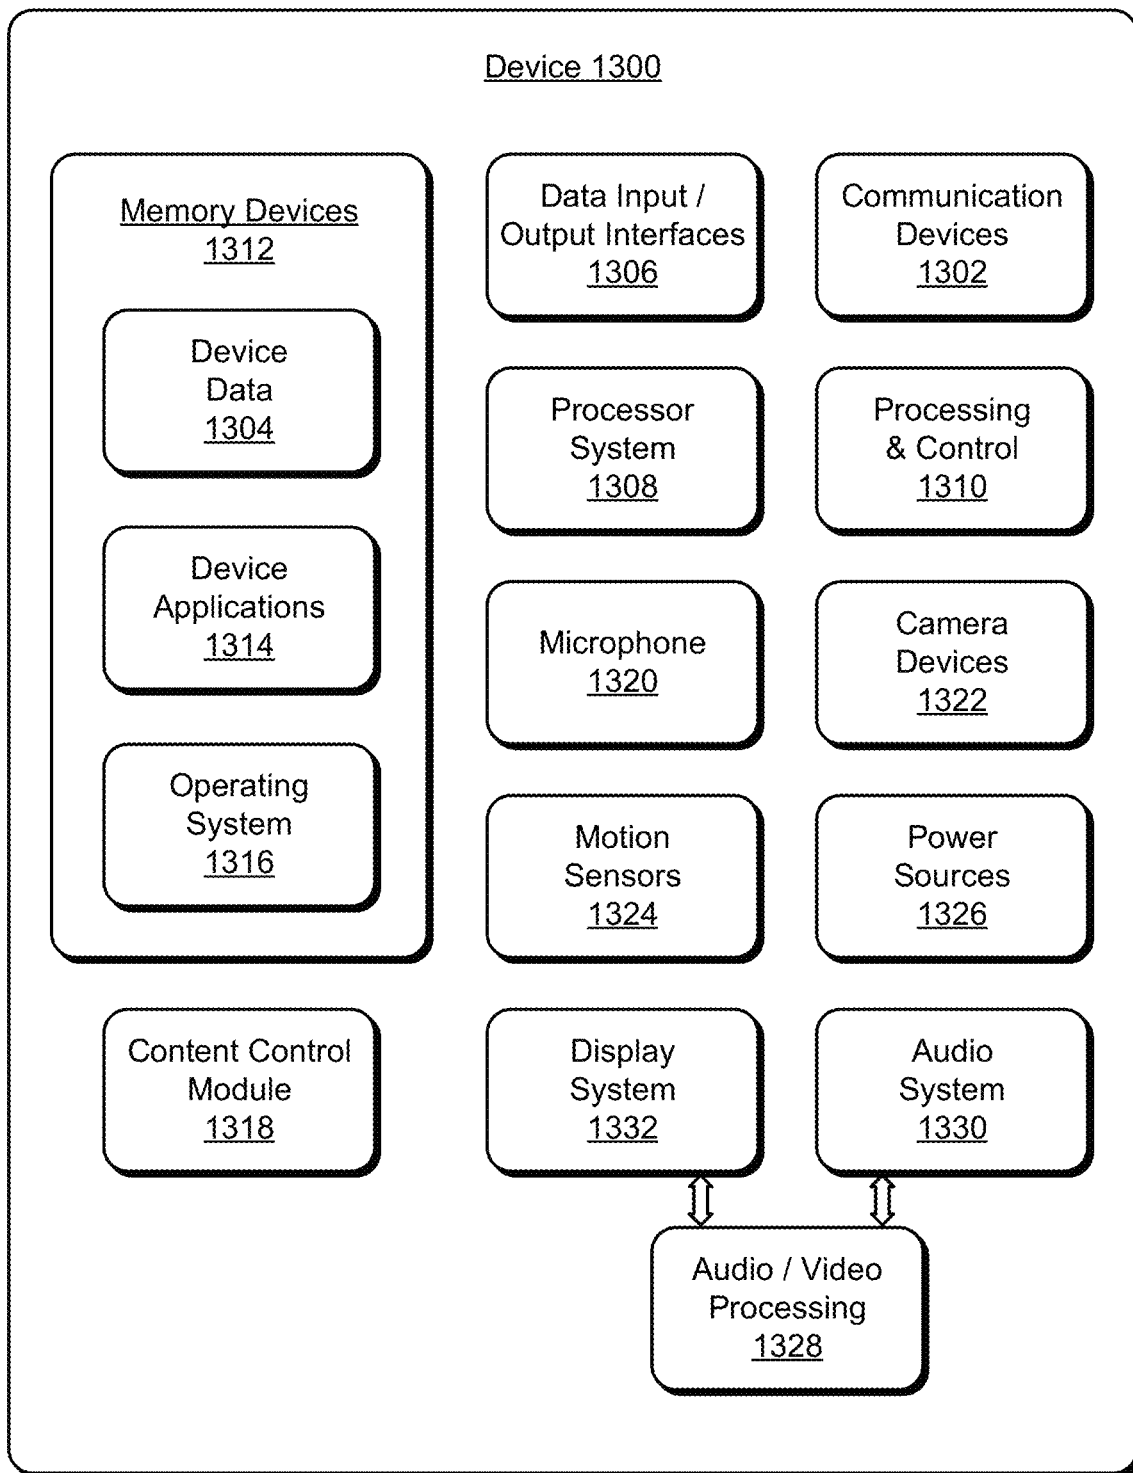 Device 1300
Memory Devices
1312
Device
Data
1304
Device
Applications
1314
Operating
System
1316
Content Control
Module
1318
Data Input /
Output Interfaces
1306
Communication
Devices
1302
Processor
System
1308
Processing
& Control
1310
Microphone
1320
Camera
Devices
1322
Motion
Sensors
1324
Power
Sources
1326
Display
System
1332
Audio
System
1330
Audio / Video
Processing
1328